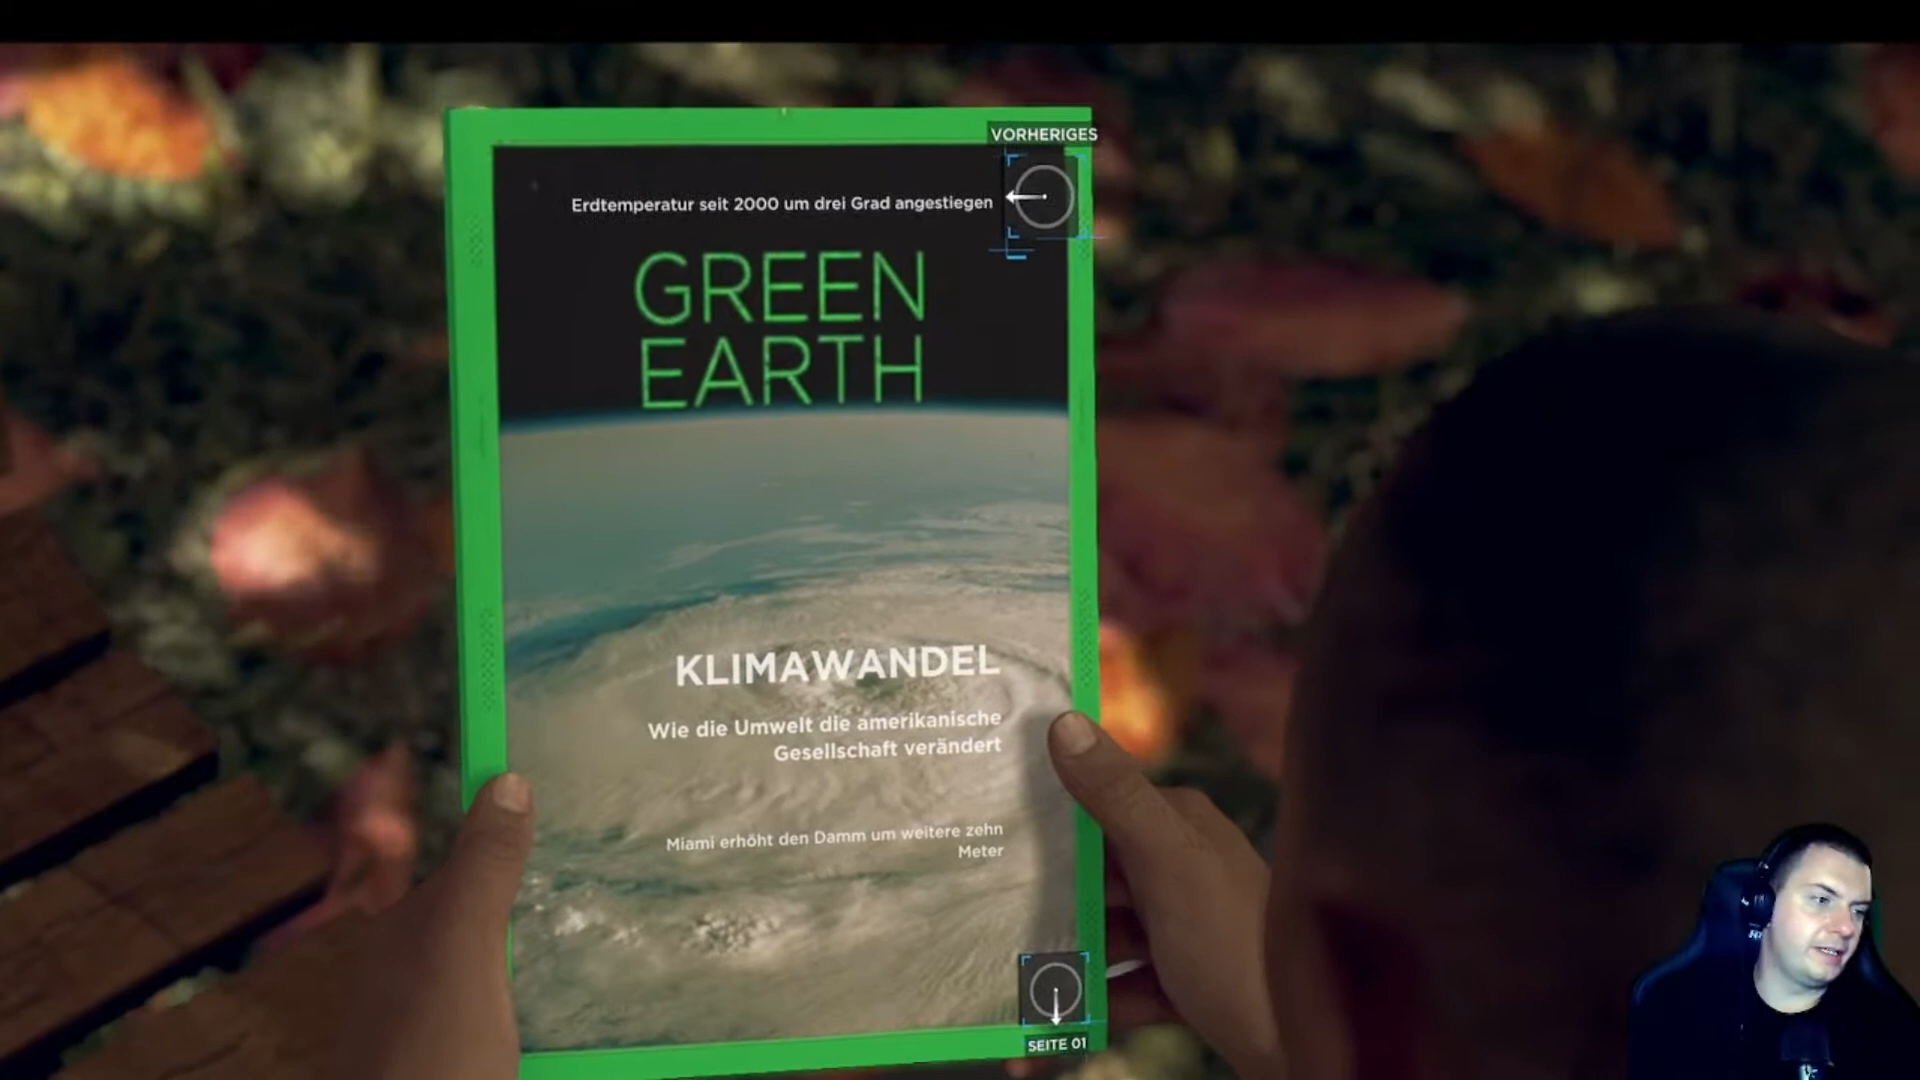 VORHERIGES
Erdtemperatur seit 2000 um drei Grad angestiegen
GREEN
EARTH
KLIMAWANDEL
Wie die Umwelt die amerikanische
Gesellschaft verändert
Miami erhöht den Damm um weitere zehn
Meter
SEITE 01